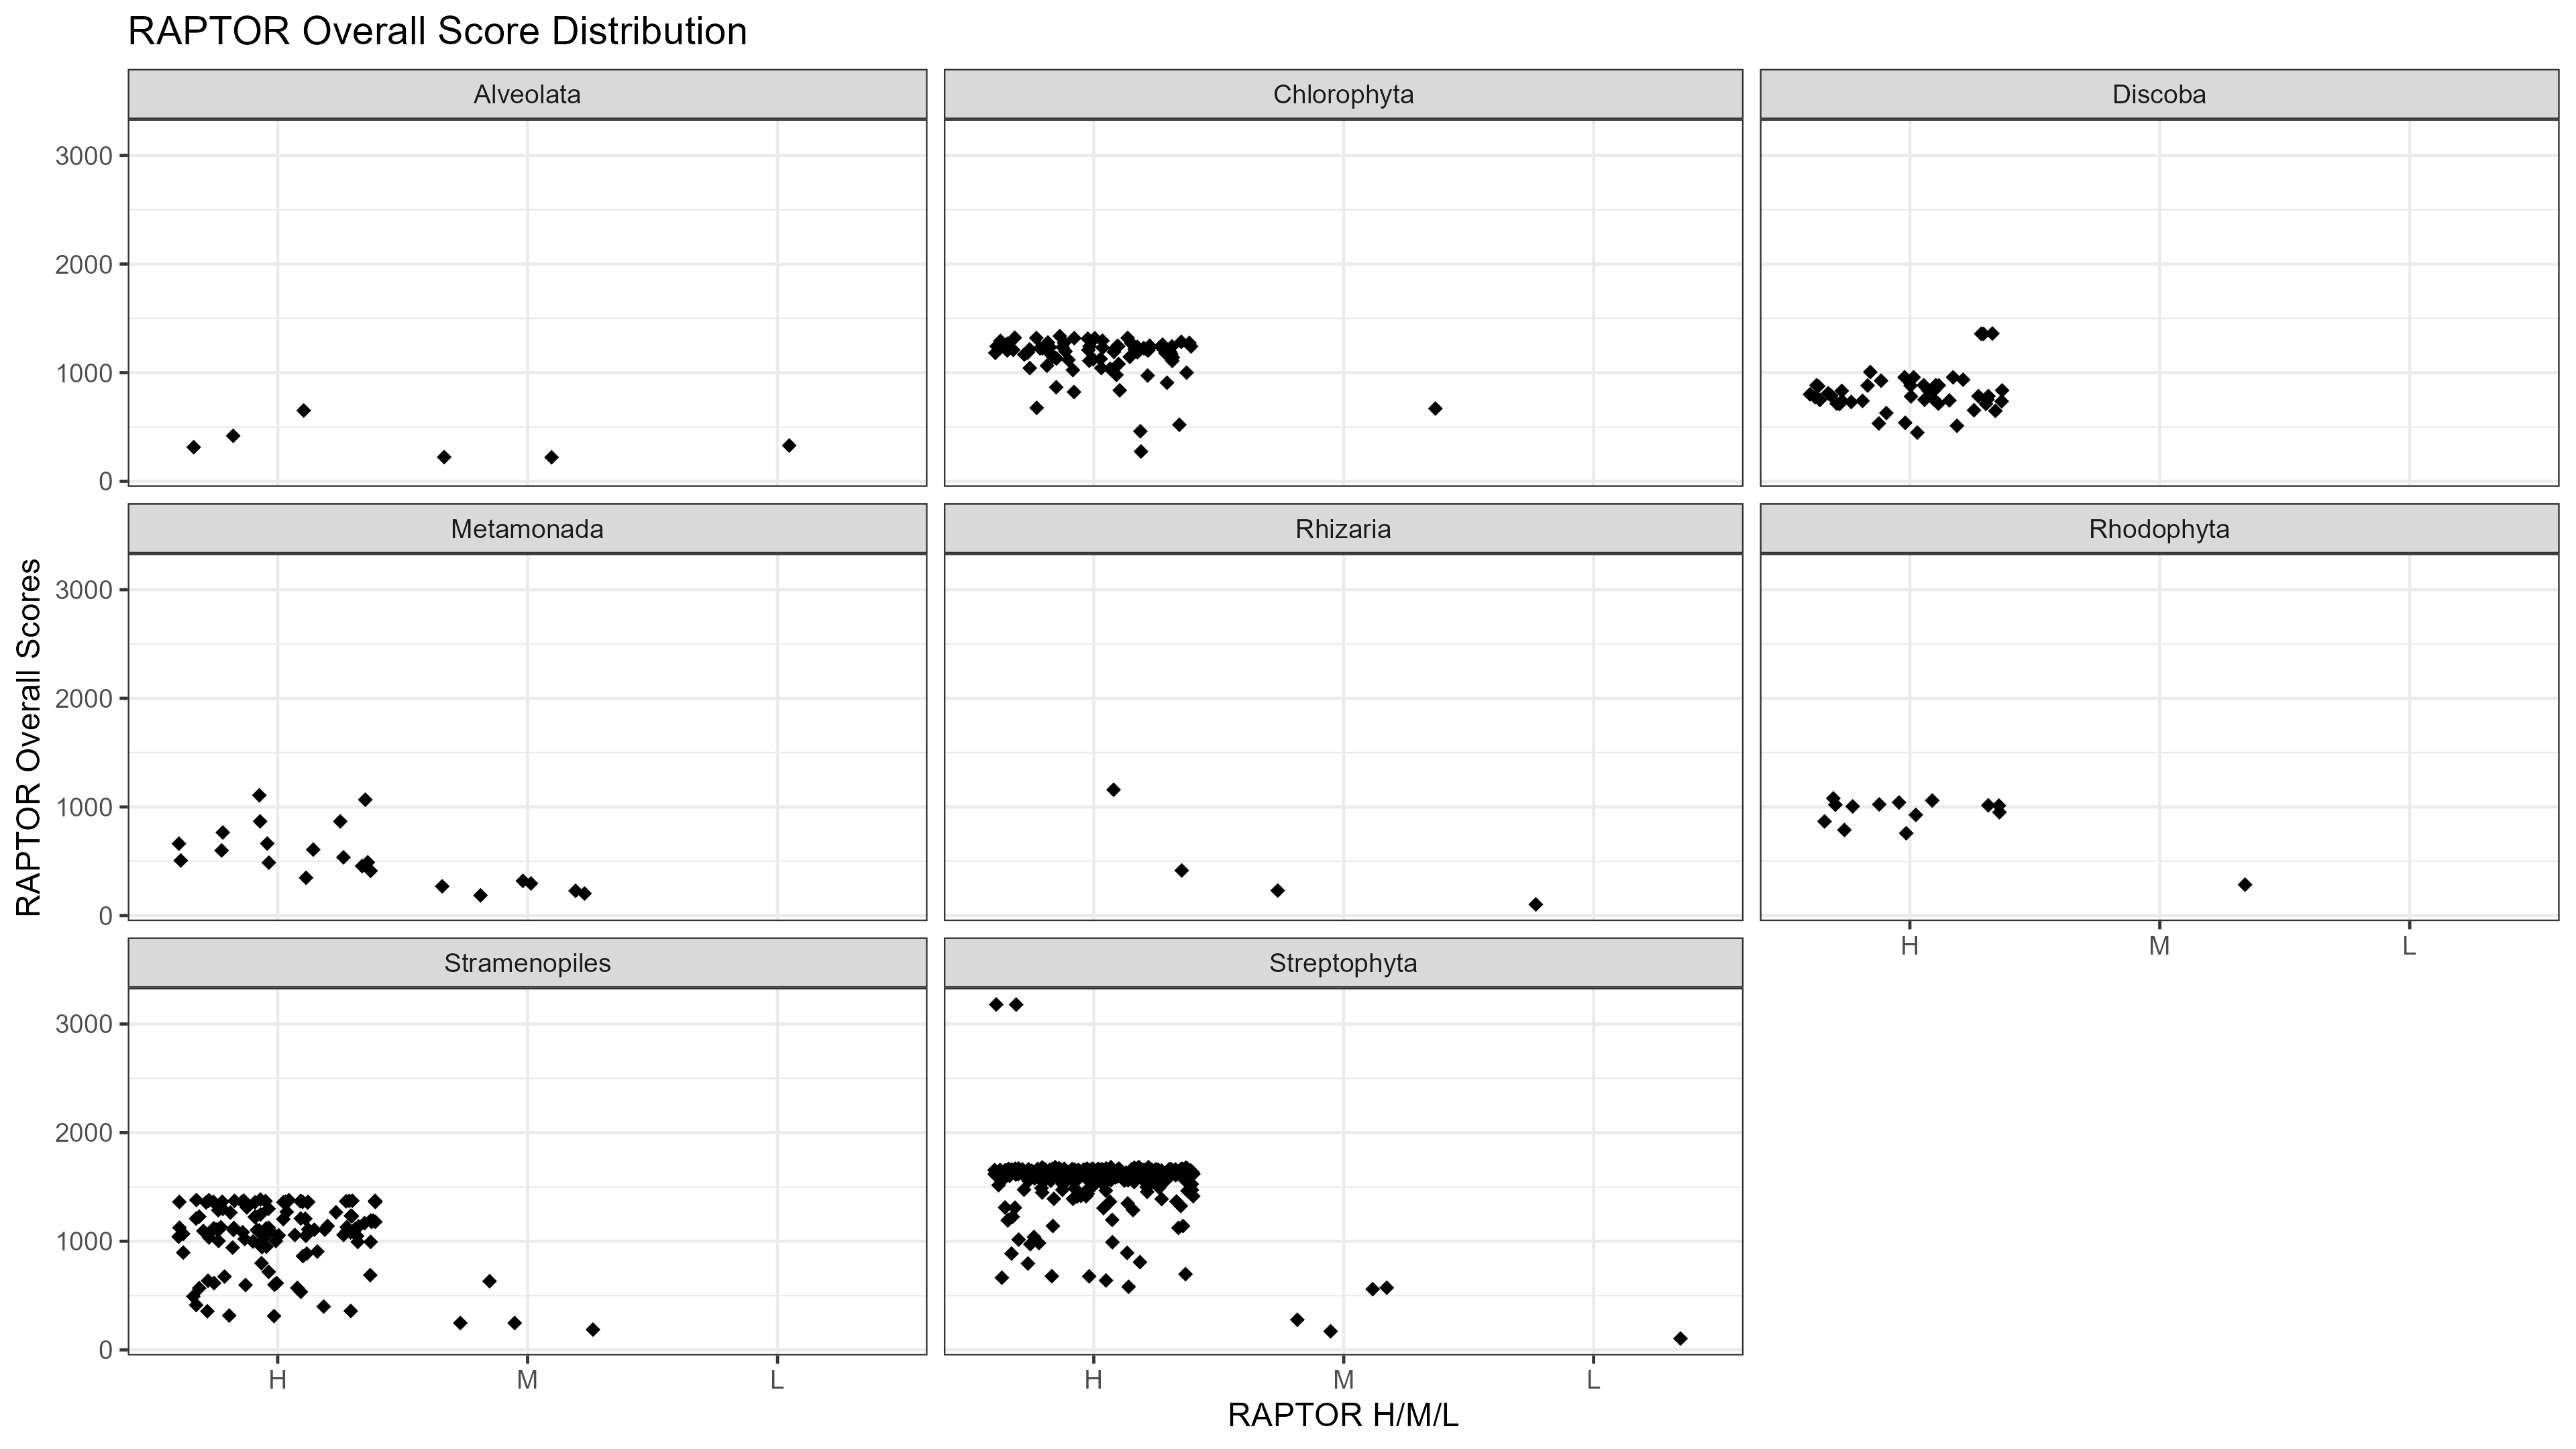 RAPTOR Overall Score Distribution
Alveolata
Chlorophyta
Discoba
3000
2000
1000
0
Metamonada
Rhizaria
Rhodophyta
3000
2000
1000
0
H M L
Stramenopiles
Streptophyta
3000
2000
1000
0
H M L
H M L
RAPTOR Overall Scores
RAPTOR H/M/L